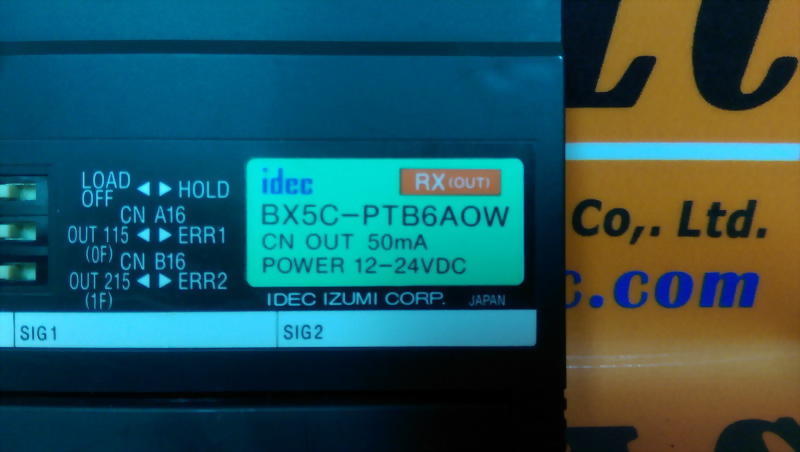 LOAD
OFF ◄ ► HOLD
CN A16
OUT 115 ◄ ► ERR1
(0F)
CN B16
OUT 215 ◄ ► ERR2
(1F)
idec RX (OUT)
BX5C-PTB6AOW
CN OUT 50mA
POWER 12-24VDC
IDEC IZUMI CORP. JAPAN
SIG1 SIG2
LC
Co,. Ltd.
c.com